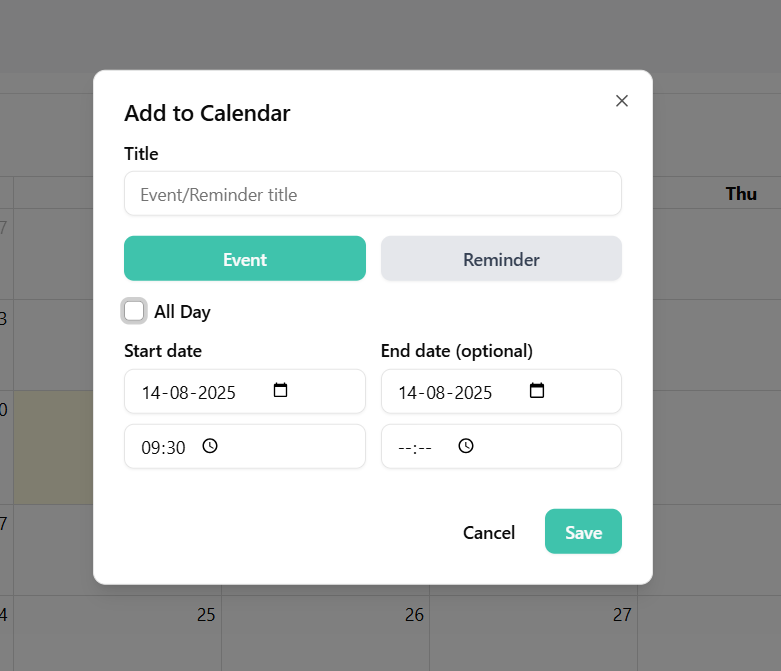 Add to Calendar
Title
Event/Reminder title
Event Reminder
All Day
Start date End date (optional)
14-08-2025 14-08-2025
09:30 --:--
Cancel Save
Thu
7
3
0
7
4 25 26 27